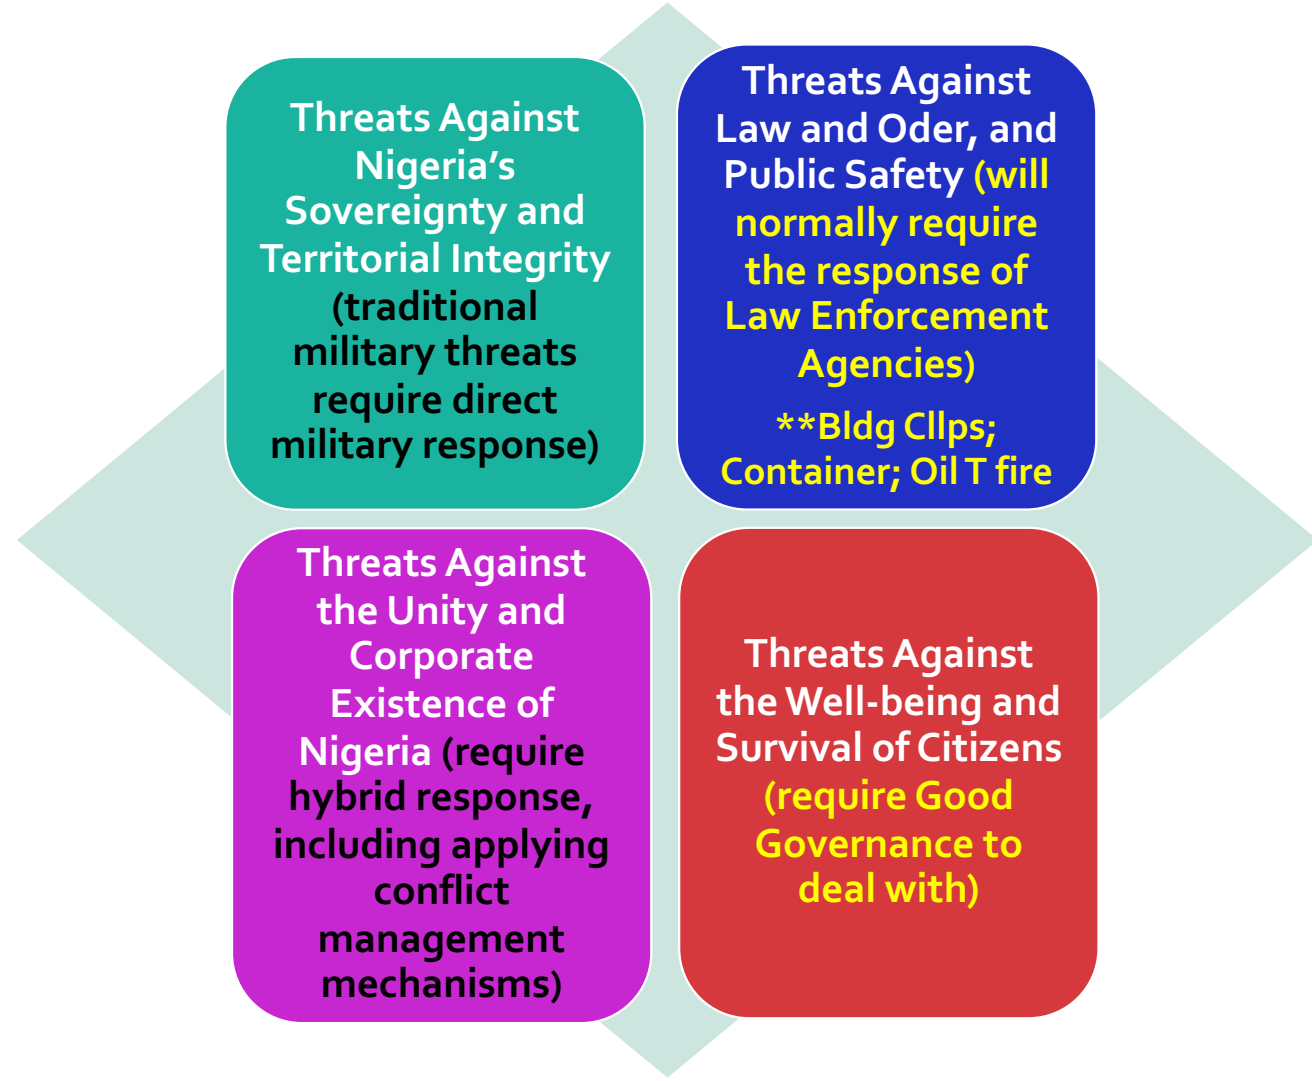 Threats Against
Nigeria’s
Sovereignty and
Territorial Integrity
(traditional
military threats
require direct
military response)
Threats Against
Law and Oder, and
Public Safety (will
normally require
the response of
Law Enforcement
Agencies)
**Bldg Cllps;
Container; Oil T fire
Threats Against
the Unity and
Corporate
Existence of
Nigeria (require
hybrid response,
including applying
conflict
management
mechanisms)
Threats Against
the Well-being and
Survival of Citizens
(require Good
Governance to
deal with)